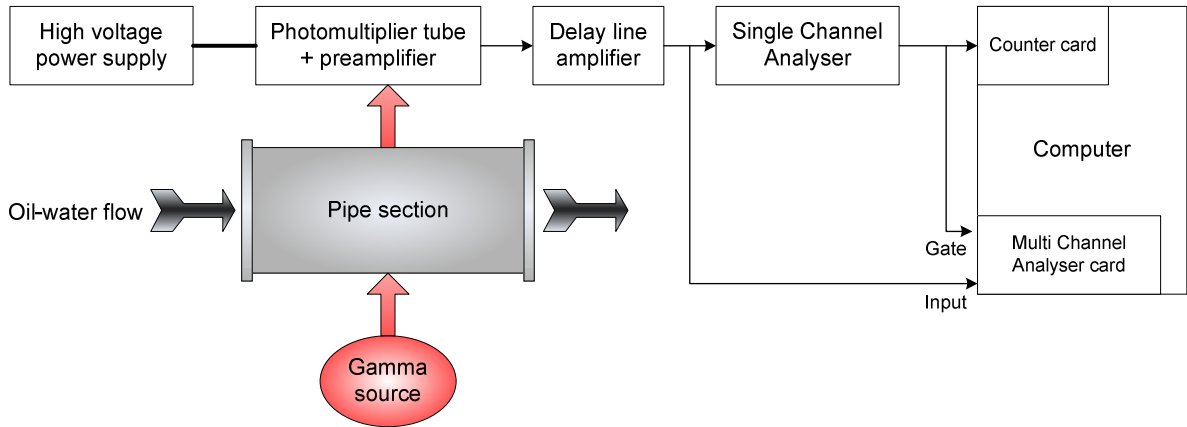 High voltage
power supply
Photomultiplier tube
+ preamplifier
Delay line
amplifier
Single Channel
Analyser
Counter card
Computer
Oil-water flow
Pipe section
Gate
Multi Channel
Analyser card
Input
Gamma
source